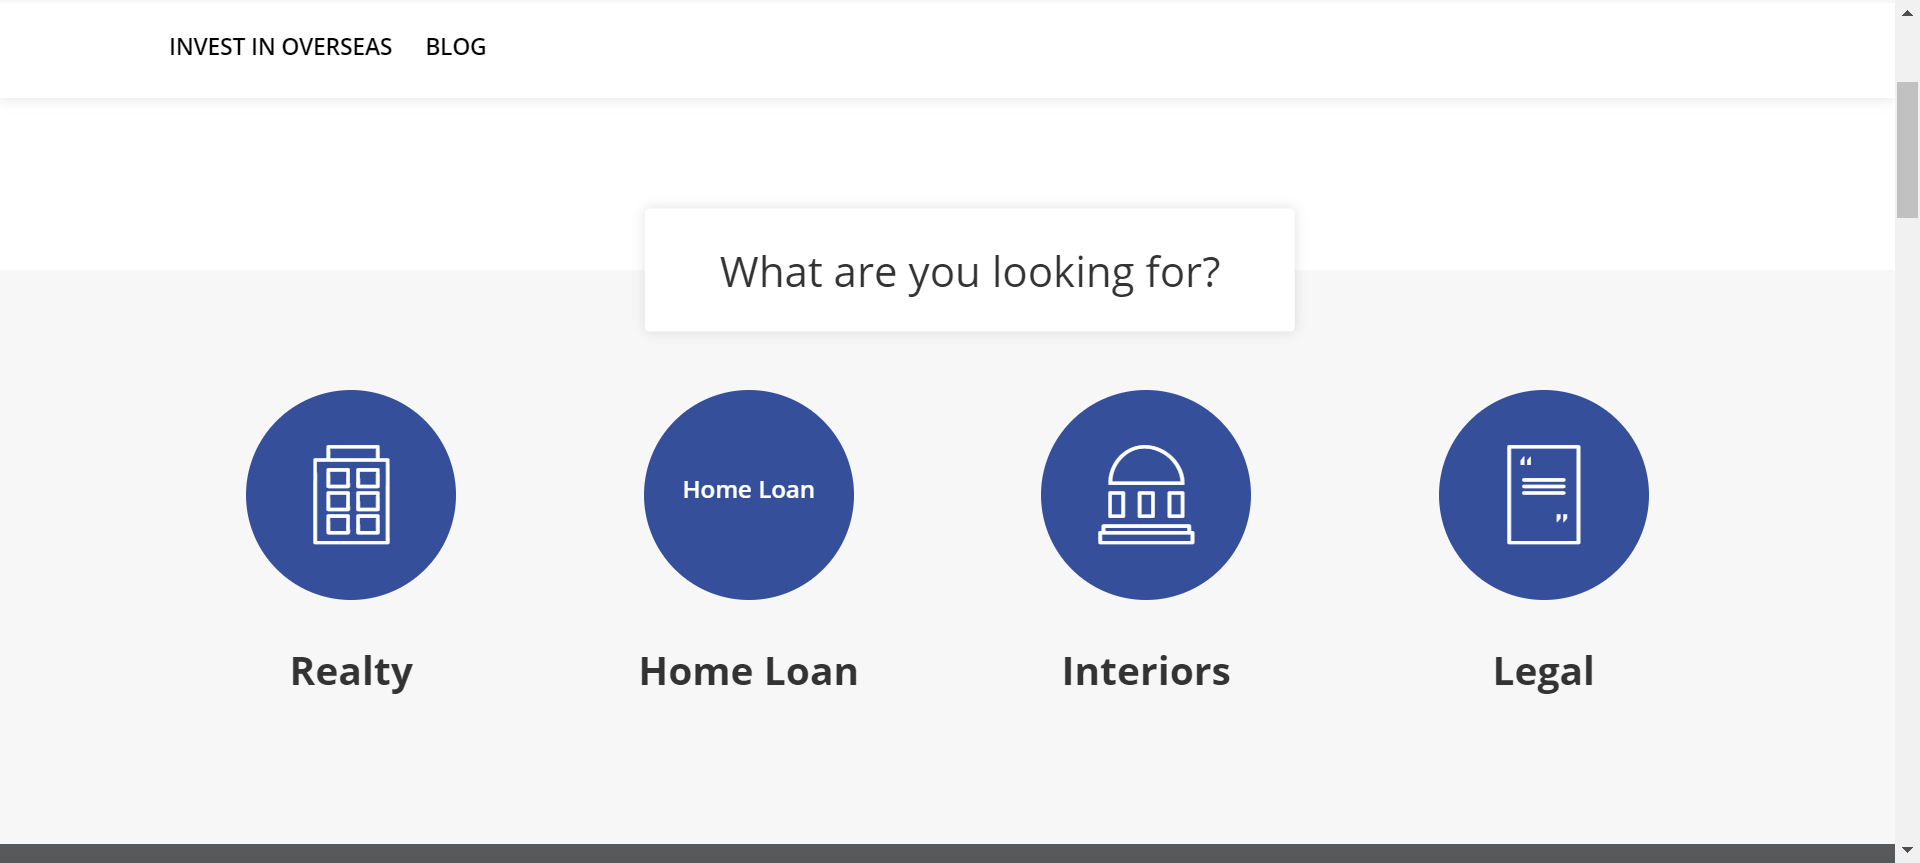 INVEST IN OVERSEAS BLOG
What are you looking for?
Home Loan
“
”
Realty Home Loan Interiors Legal